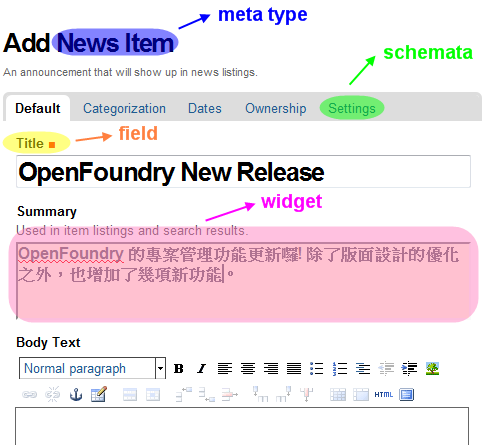 meta type
Add News Item
An announcement that will show up in news listings.
schemata
Default Categorization Dates Ownership Settings
Title field
OpenFoundry New Release
Summary widget
Used in item listings and search results.
OpenFoundry 的專案管理功能更新囉! 除了版面設計的優化
之外，也增加了幾項新功能。
Body Text
Normal paragraph B I
HTML